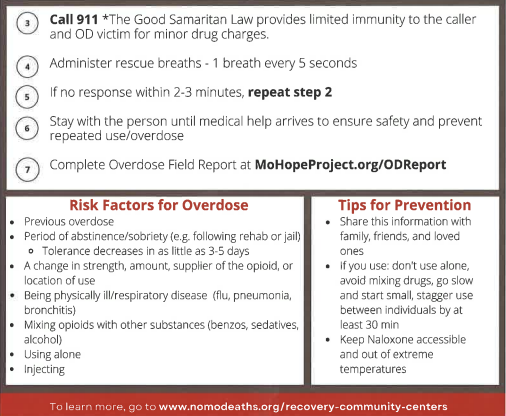 3 Call 911 *The Good Samaritan Law provides limited immunity to the caller
and OD victim for minor drug charges.
4 Administer rescue breaths - 1 breath every 5 seconds
5 If no response within 2-3 minutes, repeat step 2
6 Stay with the person until medical help arrives to ensure safety and prevent
repeated use/overdose
7 Complete Overdose Field Report at MoHopeProject.org/ODReport
Risk Factors for Overdose
• Previous overdose
• Period of abstinence/sobriety (e.g. following rehab or jail)
◦ Tolerance decreases in as little as 3-5 days
• A change in strength, amount, supplier of the opioid, or
location of use
• Being physically ill/respiratory disease (flu, pneumonia,
bronchitis)
• Mixing opioids with other substances (benzos, sedatives,
alcohol)
• Using alone
• Injecting
Tips for Prevention
• Share this information with
family, friends, and loved
ones
• if you use: don't use alone,
avoid mixing drugs, go slow
and start small, stagger use
between individuals by at
least 30 min
• Keep Naloxone accessible
and out of extreme
temperatures
To learn more, go to www.nomodeaths.org/recovery-community-centers